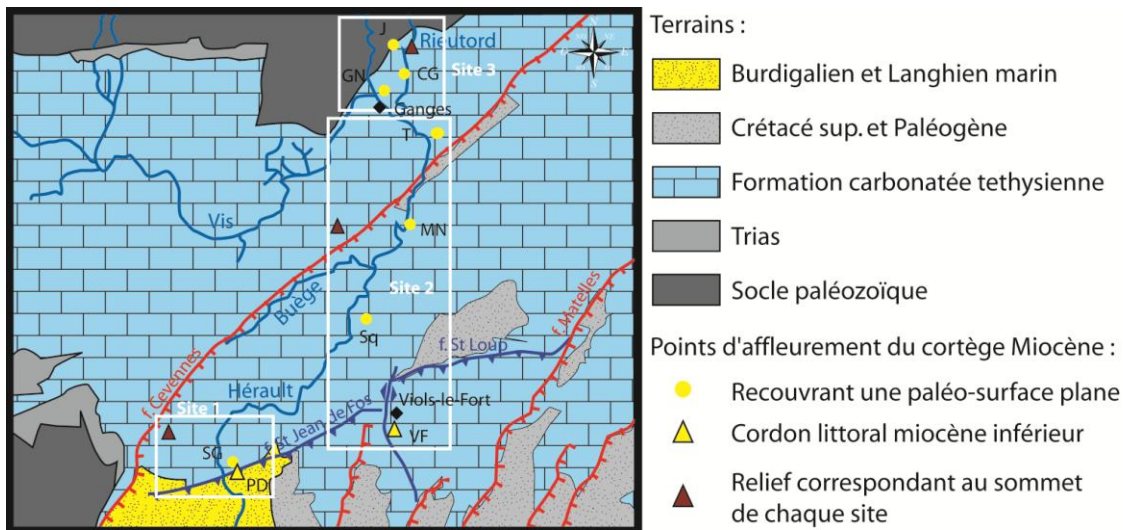 J
Rieutord
Site 3
GN
CG
Ganges
T
Vis
MN
Buège
Site 2
Sq
f. St Loup
f. Matelles
f. Cevennes
Hérault
Viols-le-Fort
Site 1
f. St Jean de Fos
VF
SG
PD
Terrains :
Burdigalien et Langhien marin
Crétacé sup. et Paléogène
Formation carbonatée tethysienne
Trias
Socle paléozoïque
Points d'affleurement du cortège Miocène :
Recouvrant une paléo-surface plane
Cordon littoral miocène inférieur
Relief correspondant au sommet
de chaque site